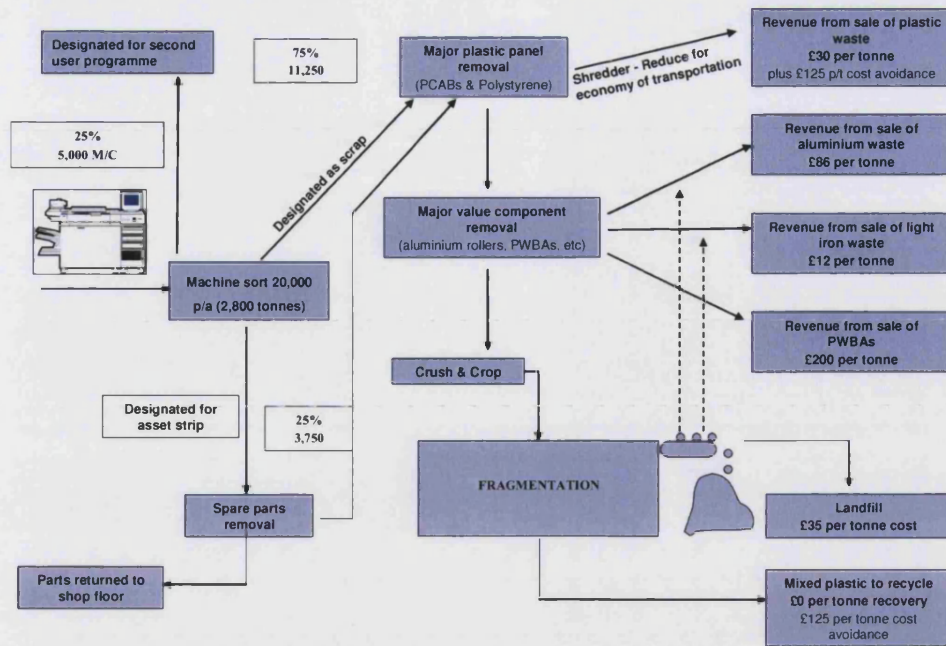 Designated for second
user programme
75%
11,250
Major plastic panel
removal
(PCABs & Polystyrene)
Shredder - Reduce for
economy of transportation
Revenue from sale of plastic
waste
£30 per tonne
plus £125 p/t cost avoidance
25%
5,000 M/C
Designated as scrap
Revenue from sale of
aluminium waste
£86 per tonne
Major value component
removal
(aluminium rollers, PWBAs, etc)
Revenue from sale of light
iron waste
£12 per tonne
Machine sort 20,000
p/a (2,800 tonnes)
Revenue from sale of
PWBAs
£200 per tonne
Crush & Crop
Designated for
asset strip
25%
3,750
FRAGMENTATION
Spare parts
removal
Landfill
£35 per tonne cost
Parts returned to
shop floor
Mixed plastic to recycle
£0 per tonne recovery
£125 per tonne cost
avoidance